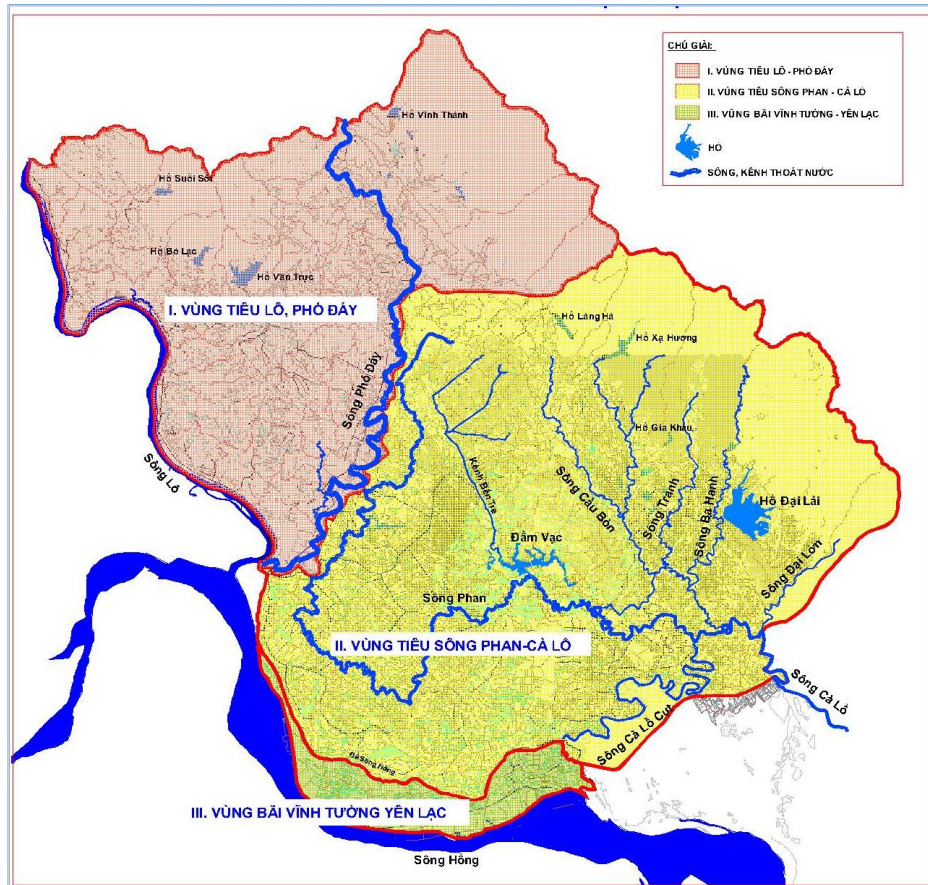 CHÚ GIẢI:
I. VÙNG TIÊU LÔ - PHÓ ĐÁY
II. VÙNG TIÊU SÔNG PHAN - CÀ LỒ
III. VÙNG BÃI VĨNH TƯỜNG - YÊN LẠC
HỒ
SÔNG, KÊNH THOÁT NƯỚC
Hồ Vĩnh Thành
Hồ Suối Sơi
Hồ Bò Lạc
Hồ Vân Trục
I. VÙNG TIÊU LÔ, PHÓ ĐÁY
Hồ Làng Hà
Hồ Xạ Hương
Sông Phó Đáy
Hồ Gia Khau
Sông Lô
Kênh Bến Tre
Sông Cầu Bòn
Sông Tranh
Sông Ba Hanh
Hồ Đại Lải
Đầm Vạc
Sông Đại Lợn
Sông Phan
II. VÙNG TIÊU SÔNG PHAN-CÀ LỒ
Sông Cà Lồ
Sông Cà Lồ Cụt
Đê Sông Hồng
III. VÙNG BÃI VĨNH TƯỜNG YÊN LẠC
Sông Hồng